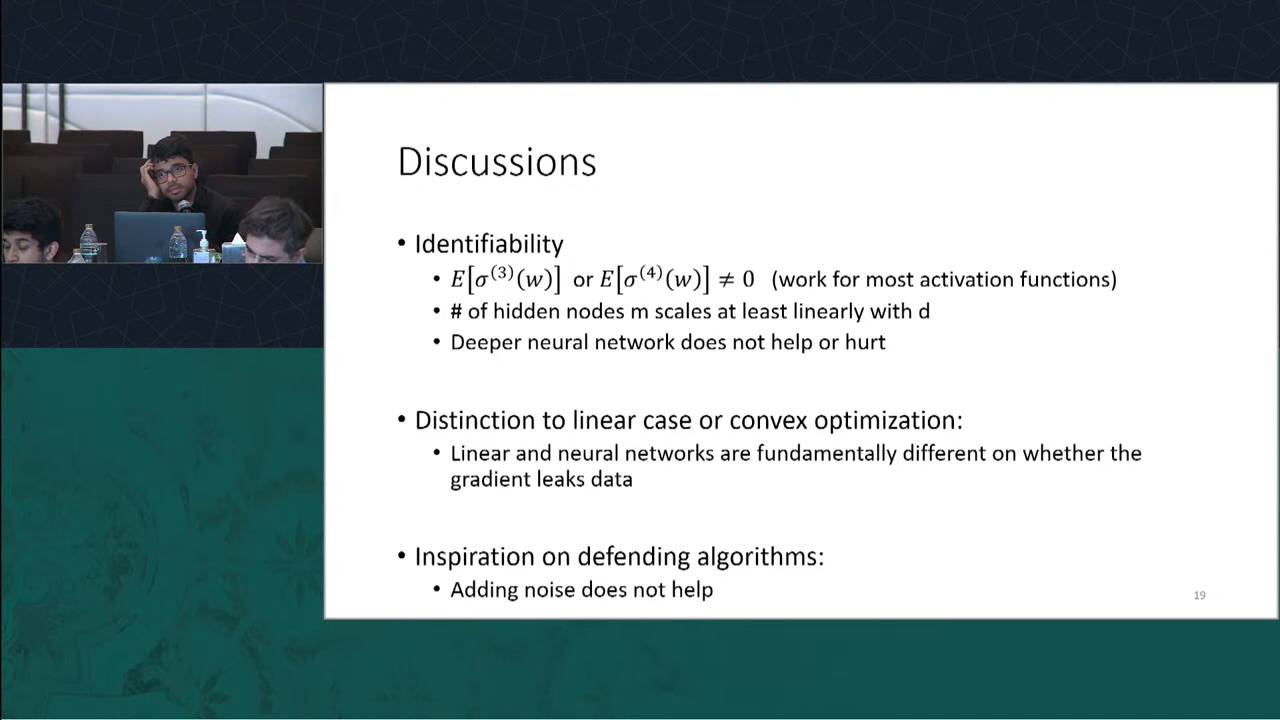 Discussions
• Identifiability
• E[σ⁽³⁾(w)] or E[σ⁽⁴⁾(w)] ≠ 0 (work for most activation functions)
• # of hidden nodes m scales at least linearly with d
• Deeper neural network does not help or hurt
• Distinction to linear case or convex optimization:
• Linear and neural networks are fundamentally different on whether the
gradient leaks data
• Inspiration on defending algorithms:
• Adding noise does not help
19